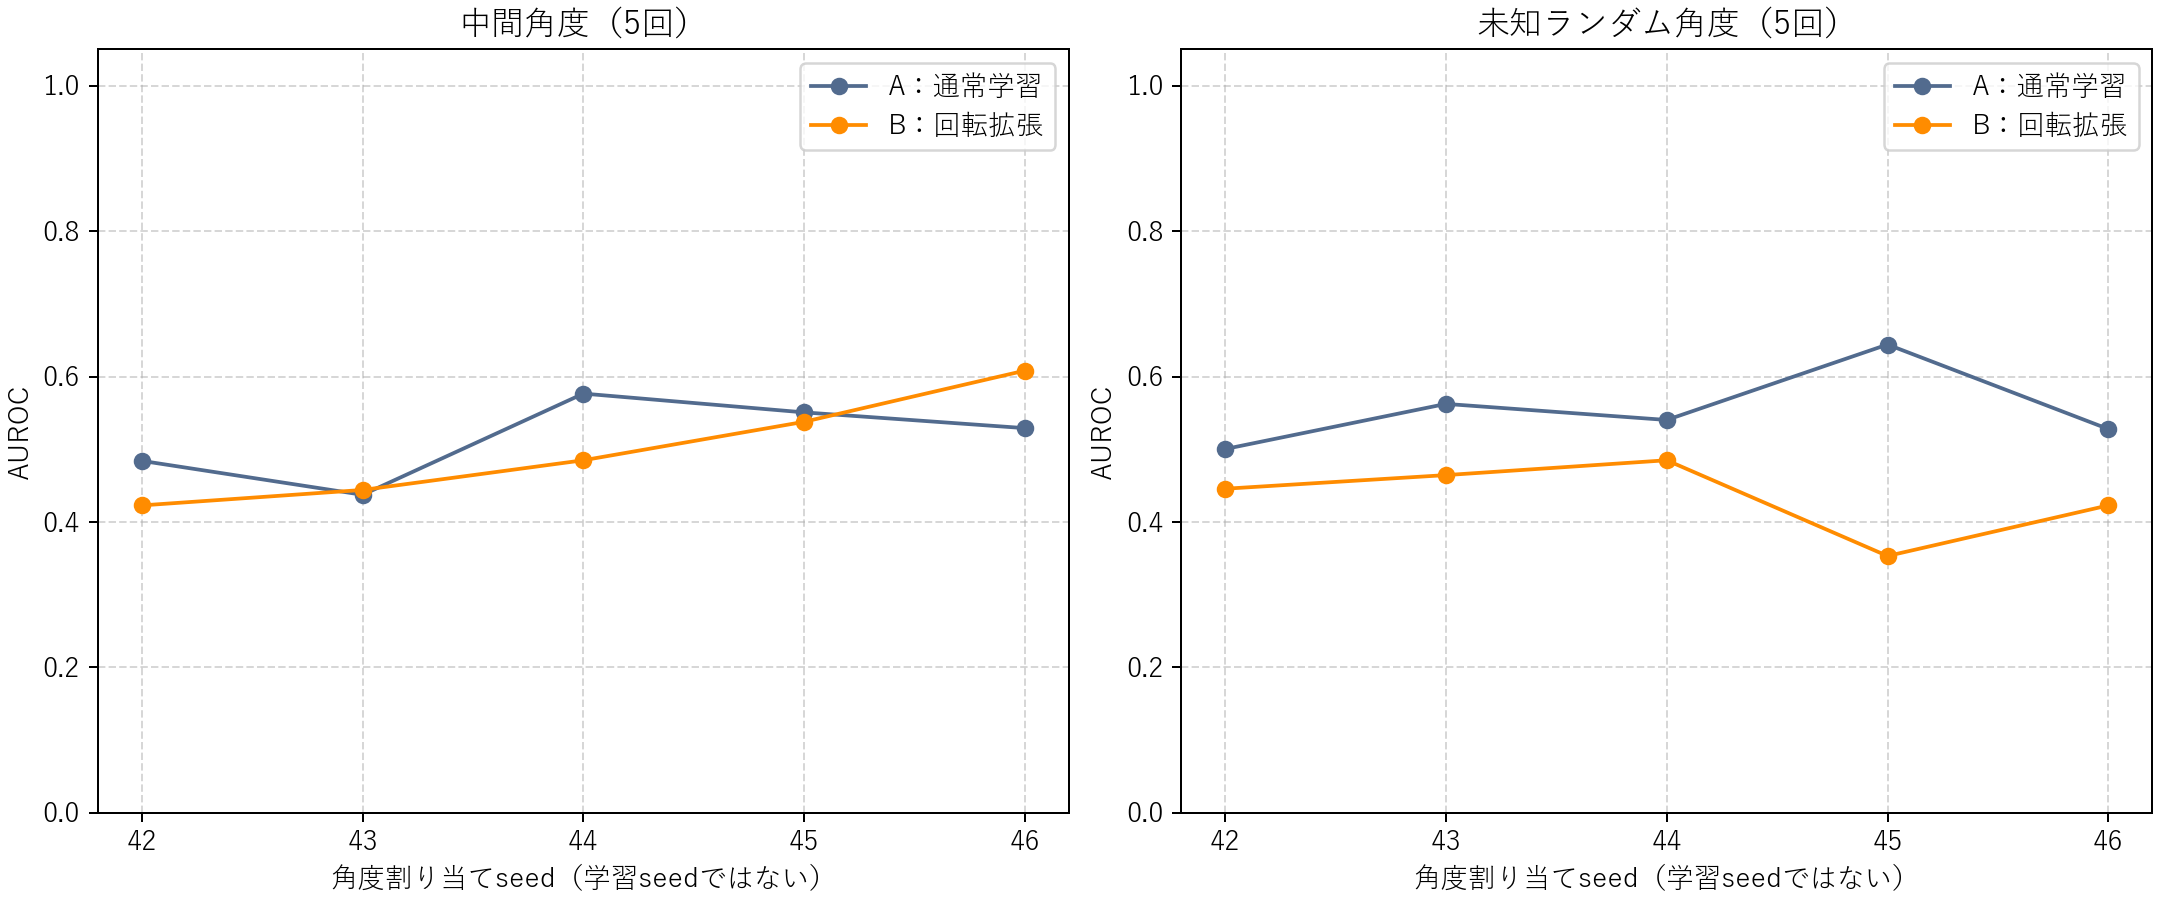 中間角度（5回）
A：通常学習
B：回転拡張
1.0
0.8
0.6
0.4
0.2
0.0
AUROC
42 43 44 45 46
角度割り当てseed（学習seedではない）
未知ランダム角度（5回）
A：通常学習
B：回転拡張
1.0
0.8
0.6
0.4
0.2
0.0
AUROC
42 43 44 45 46
角度割り当てseed（学習seedではない）